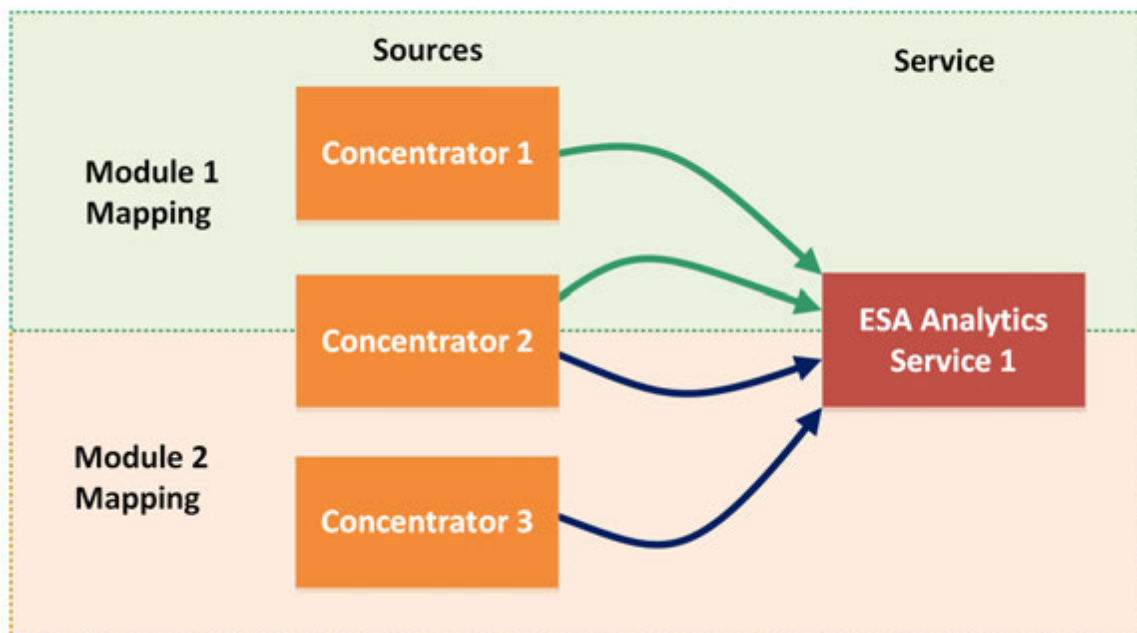 Sources
Service
Concentrator 1
Module 1
Mapping
Concentrator 2
ESA Analytics
Service 1
Module 2
Mapping
Concentrator 3